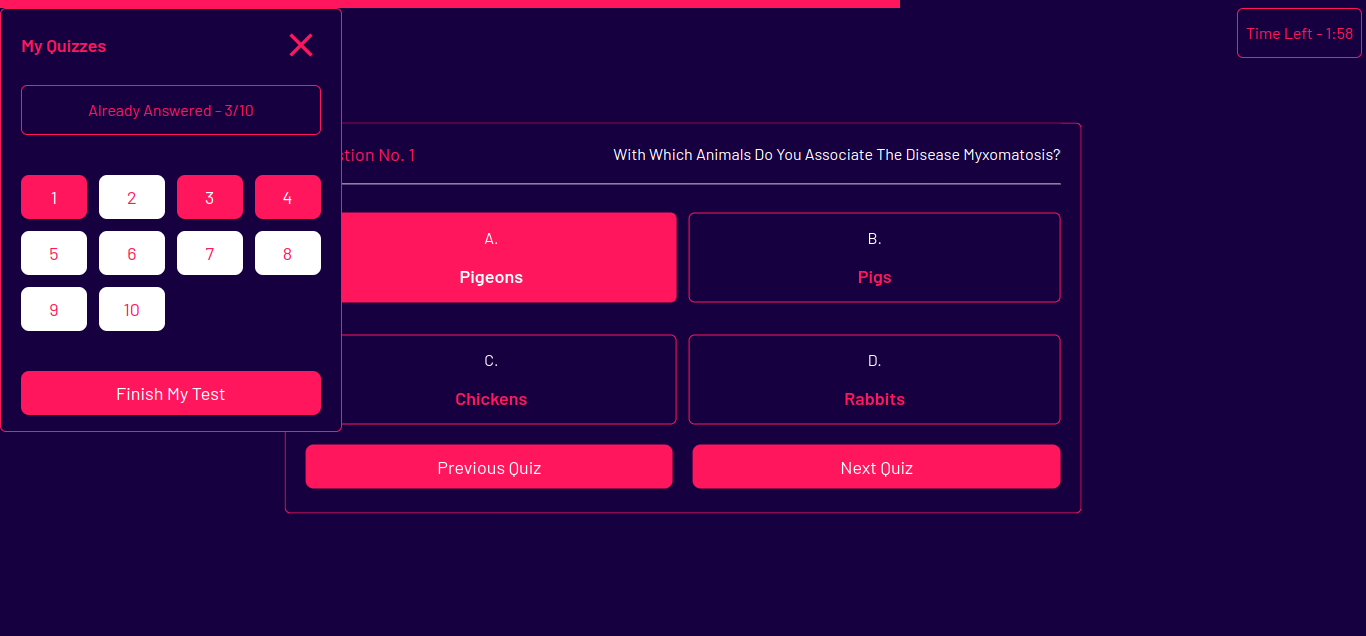 My Quizzes
Time Left - 1:58
Already Answered - 3/10
1 2 3 4
5 6 7 8
9 10
Finish My Test
No. 1
With Which Animals Do You Associate The Disease Myxomatosis?
A.
Pigeons
B.
Pigs
C.
Chickens
D.
Rabbits
Previous Quiz
Next Quiz